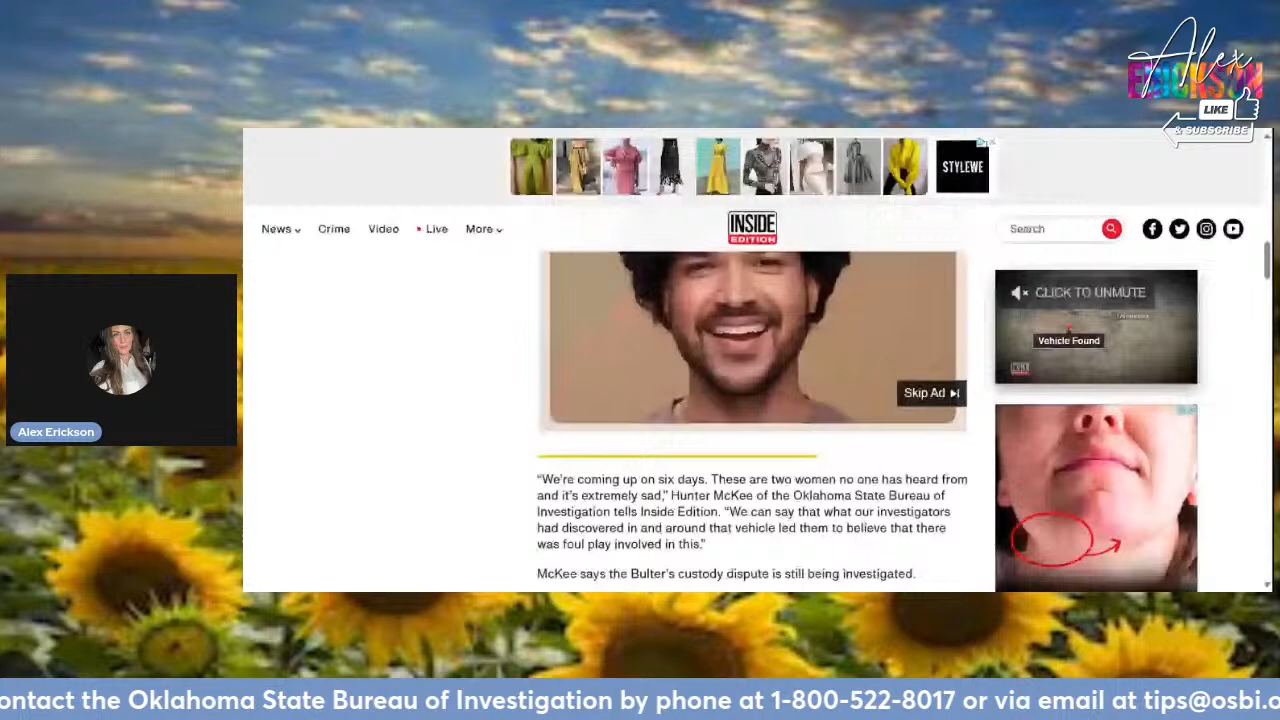 Alex
ERICKSON
LIKE
& SUBSCRIBE
STYLEWE
News
Crime
Video
Live
More
INSIDE
EDITION
Search
CLICK TO UNMUTE
Vehicle Found
INSIDE
EDITION
Skip Ad
Alex Erickson
“We’re coming up on six days. These are two women no one has heard from
and it’s extremely sad,” Hunter McKee of the Oklahoma State Bureau of
Investigation tells Inside Edition. “We can say that what our investigators
had discovered in and around that vehicle led them to believe that there
was foul play involved in this.”
McKee says the Bulter’s custody dispute is still being investigated.
ontact the Oklahoma State Bureau of Investigation by phone at 1-800-522-8017 or via email at tips@osbi.o